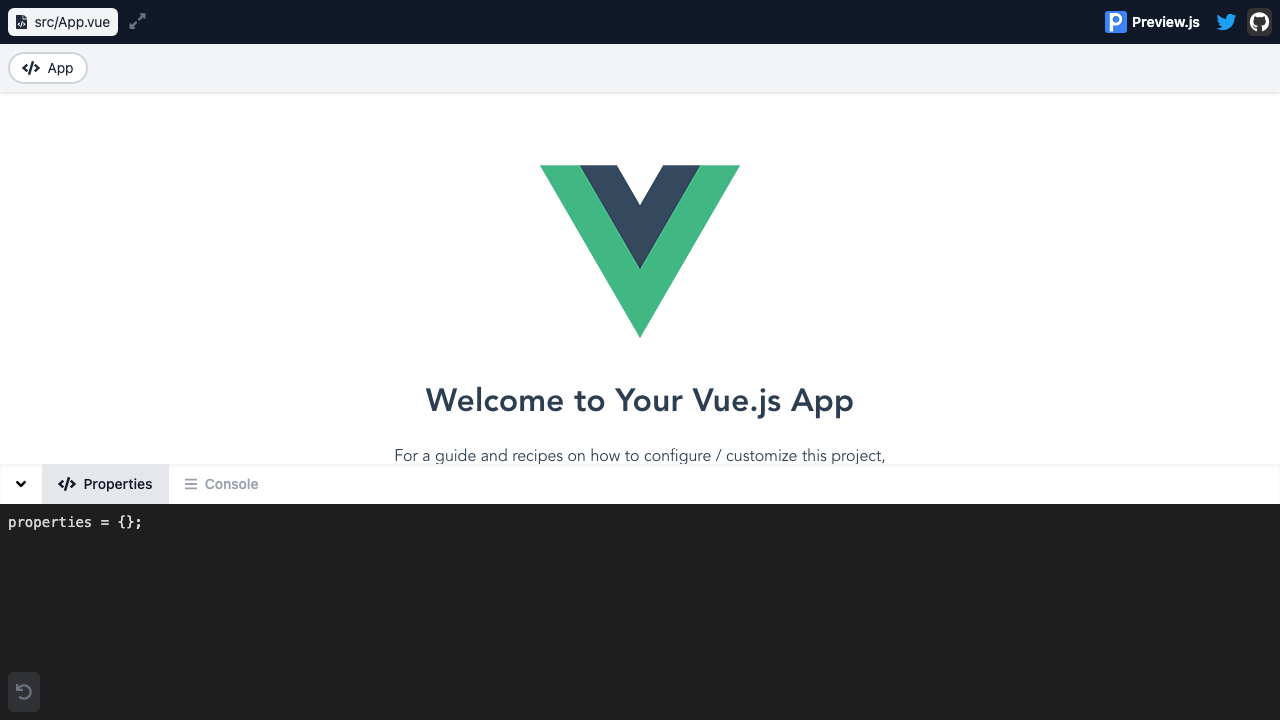 src/App.vue
Preview.js
App
Welcome to Your Vue.js App
For a guide and recipes on how to configure / customize this project,
Properties
Console
properties = {};